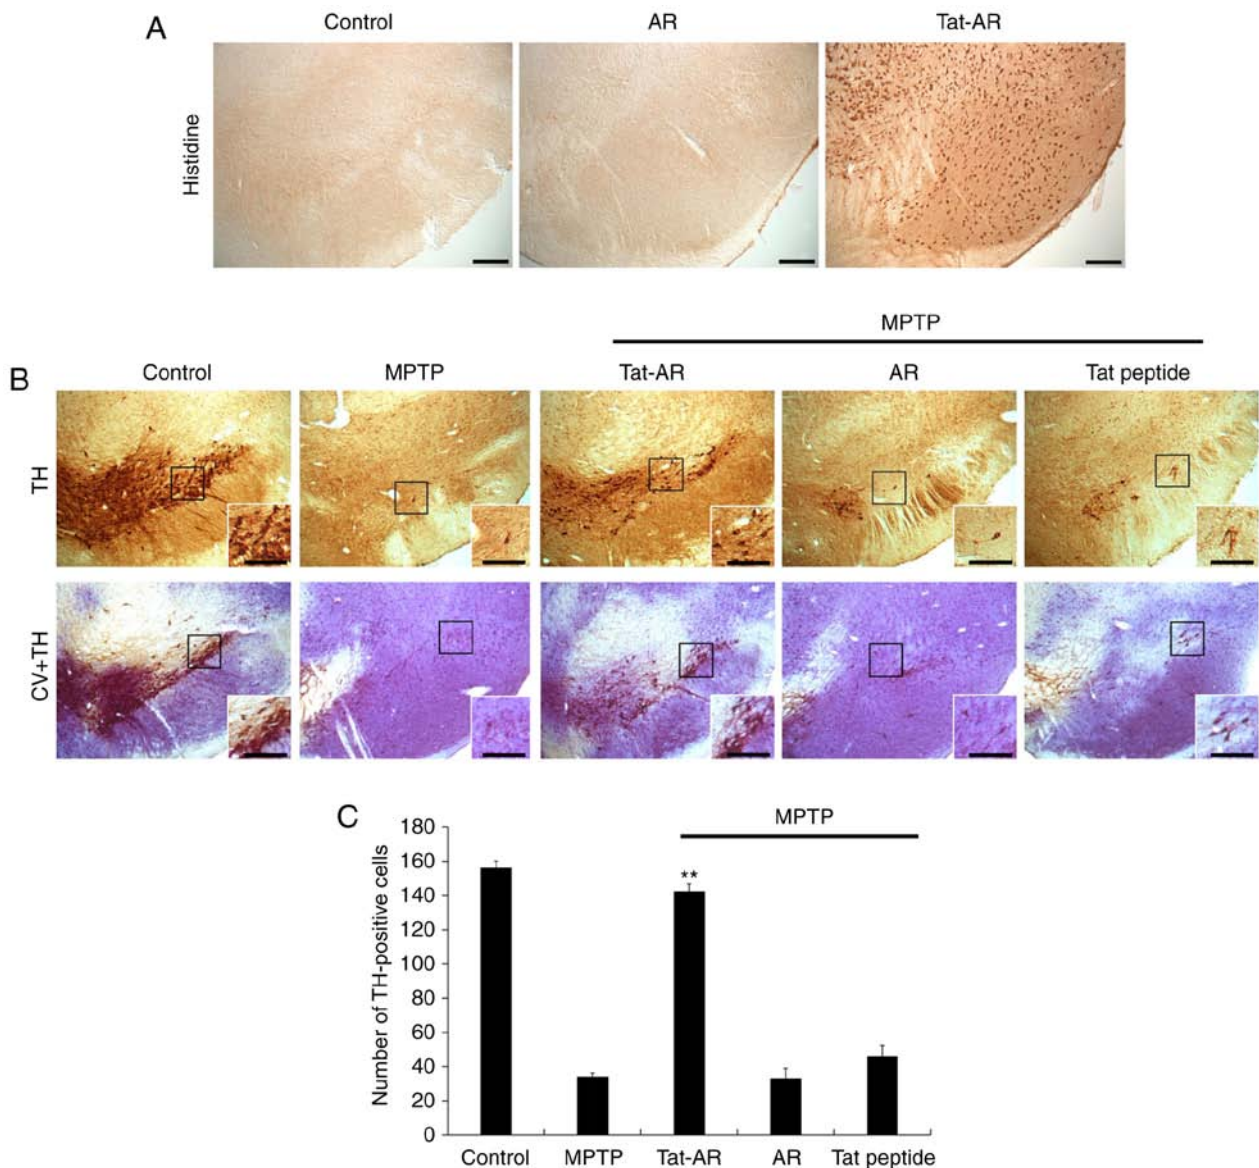 A
Control AR Tat-AR
Histidine
MPTP
B
Control MPTP Tat-AR AR Tat peptide
TH
CV+TH
C
MPTP
180
160
140
120
100
80
60
40
20
0
**
Number of TH-positive cells
Control MPTP Tat-AR AR Tat peptide